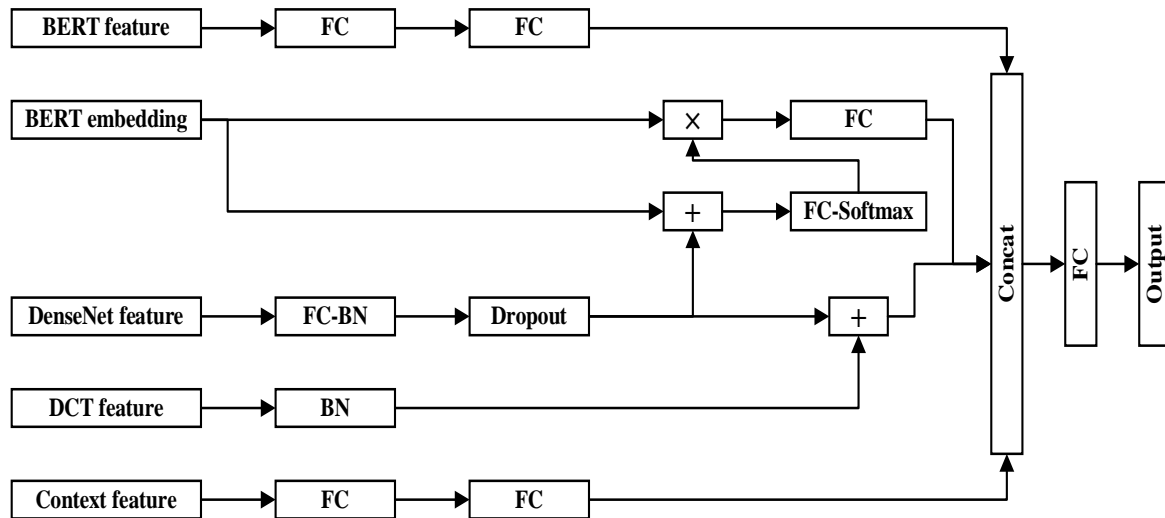 BERT feature
FC
FC
BERT embedding
×
FC
+
FC-Softmax
DenseNet feature
FC-BN
Dropout
+
DCT feature
BN
Context feature
FC
FC
Concat
FC
Output